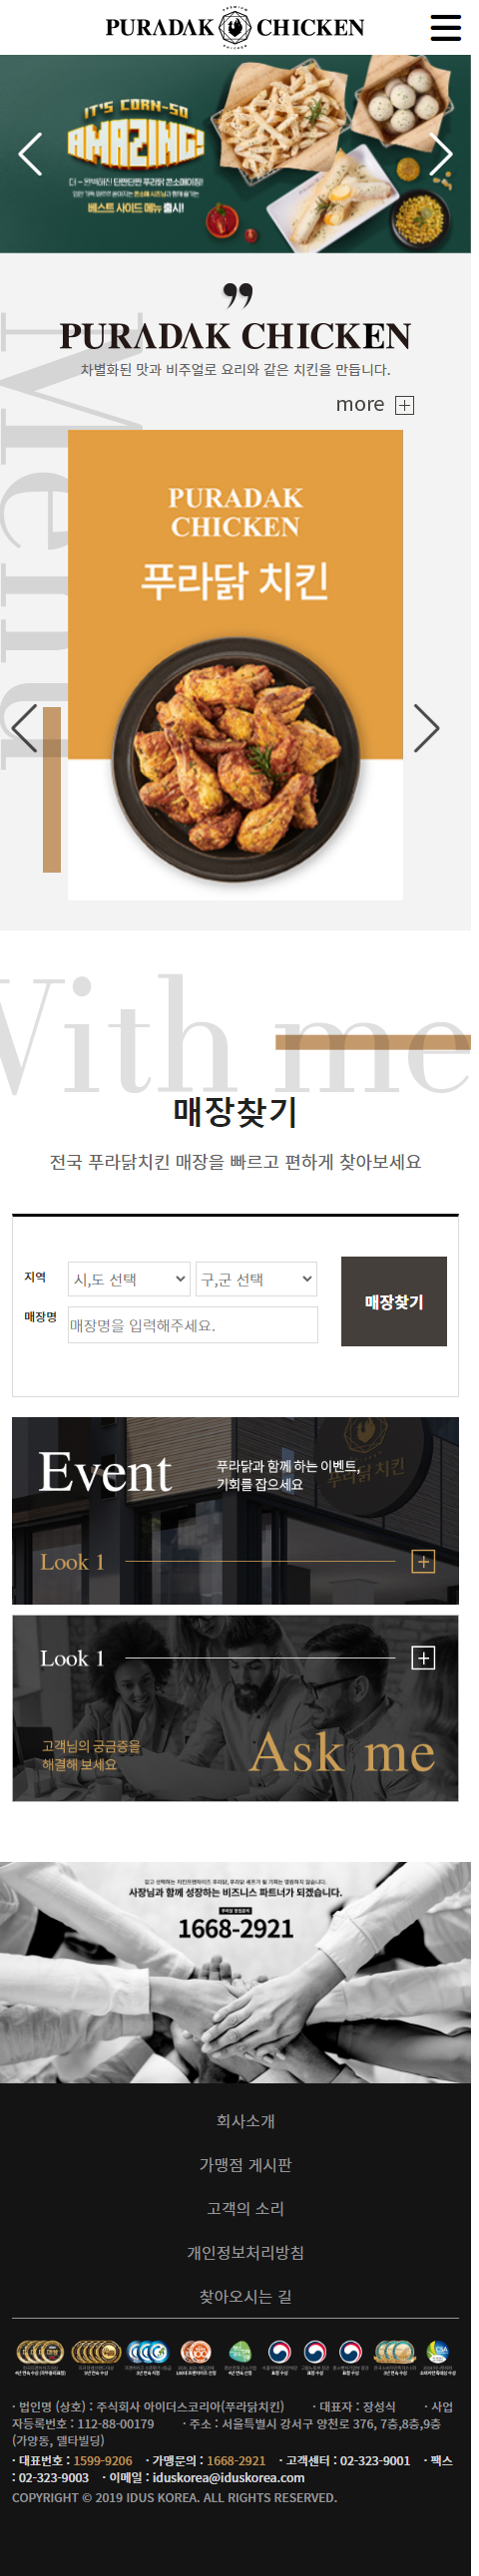 PURADAK CHICKEN
IT'S CORN-SO
AMAZING!
더 - 완벽해진 단짠단짠 푸라닭 콘소메이징!
베스트 사이드 메뉴 출시!
Menu
PURADAK CHICKEN
차별화된 맛과 비주얼로 요리와 같은 치킨을 만듭니다.
more
PURADAK
CHICKEN
푸라닭 치킨
With me
매장찾기
전국 푸라닭치킨 매장을 빠르고 편하게 찾아보세요
지역 시,도 선택 구,군 선택
매장찾기
매장명 매장명을 입력해주세요.
Event
푸라닭과 함께 하는 이벤트,
기회를 잡으세요
푸라닭 치킨
Look 1
Look 1
고객님의 궁금증을
해결해 보세요
Ask me
사장님과 함께 성장하는 비즈니스 파트너가 되겠습니다.
1668-2921
회사소개
가맹점 게시판
고객의 소리
개인정보처리방침
찾아오시는 길
· 법인명 (상호) : 주식회사 아이더스코리아(푸라닭치킨) · 대표자 : 장성식 · 사업
자등록번호 : 112-88-00179 · 주소 : 서울특별시 강서구 양천로 376, 7층,8층,9층
(가양동, 델타빌딩)
· 대표번호 : 1599-9206 · 가맹문의 : 1668-2921 · 고객센터 : 02-323-9001 · 팩스
: 02-323-9003 · 이메일 : iduskorea@iduskorea.com
COPYRIGHT © 2019 IDUS KOREA. ALL RIGHTS RESERVED.